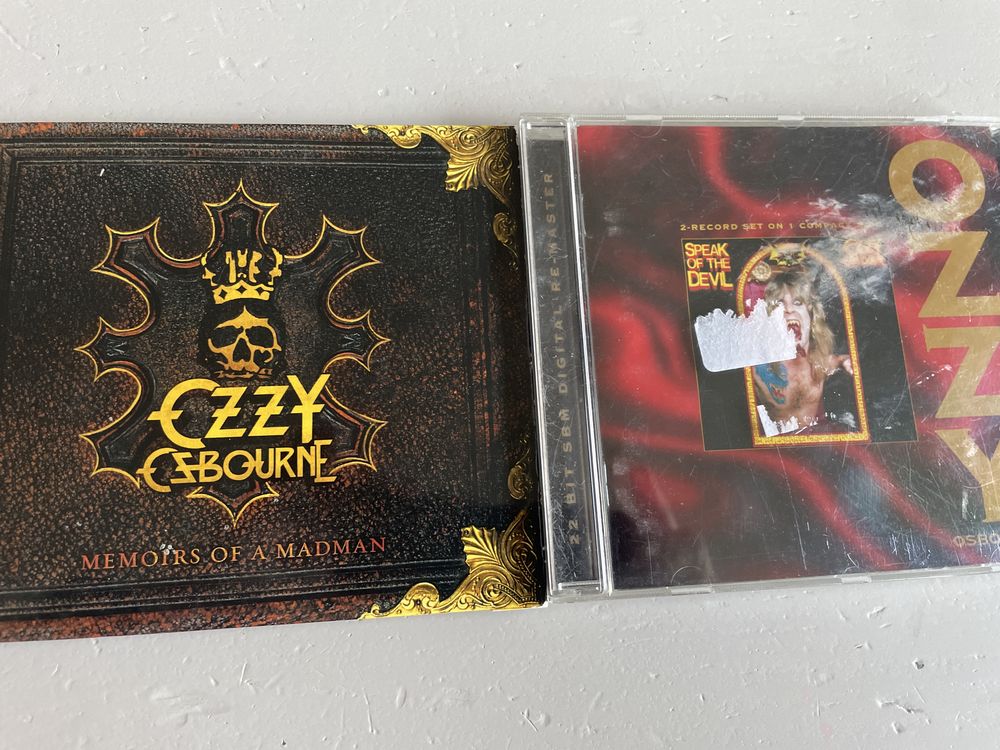 OZZY
OSBOURNE
MEMOIRS OF A MADMAN
22 BIT SBM DIGITAL RE-MASTER
2-RECORD SET ON 1
SPEAK
OF THE
DEVIL
OZZY
OSBO